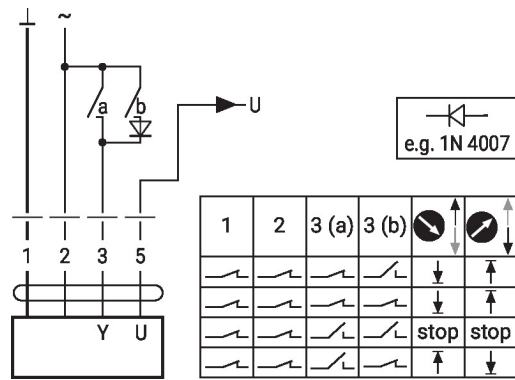 ~
a b
U
e.g. 1N 4007
1 2 3 5
Y U
1 2 3 (a) 3 (b)
stop stop